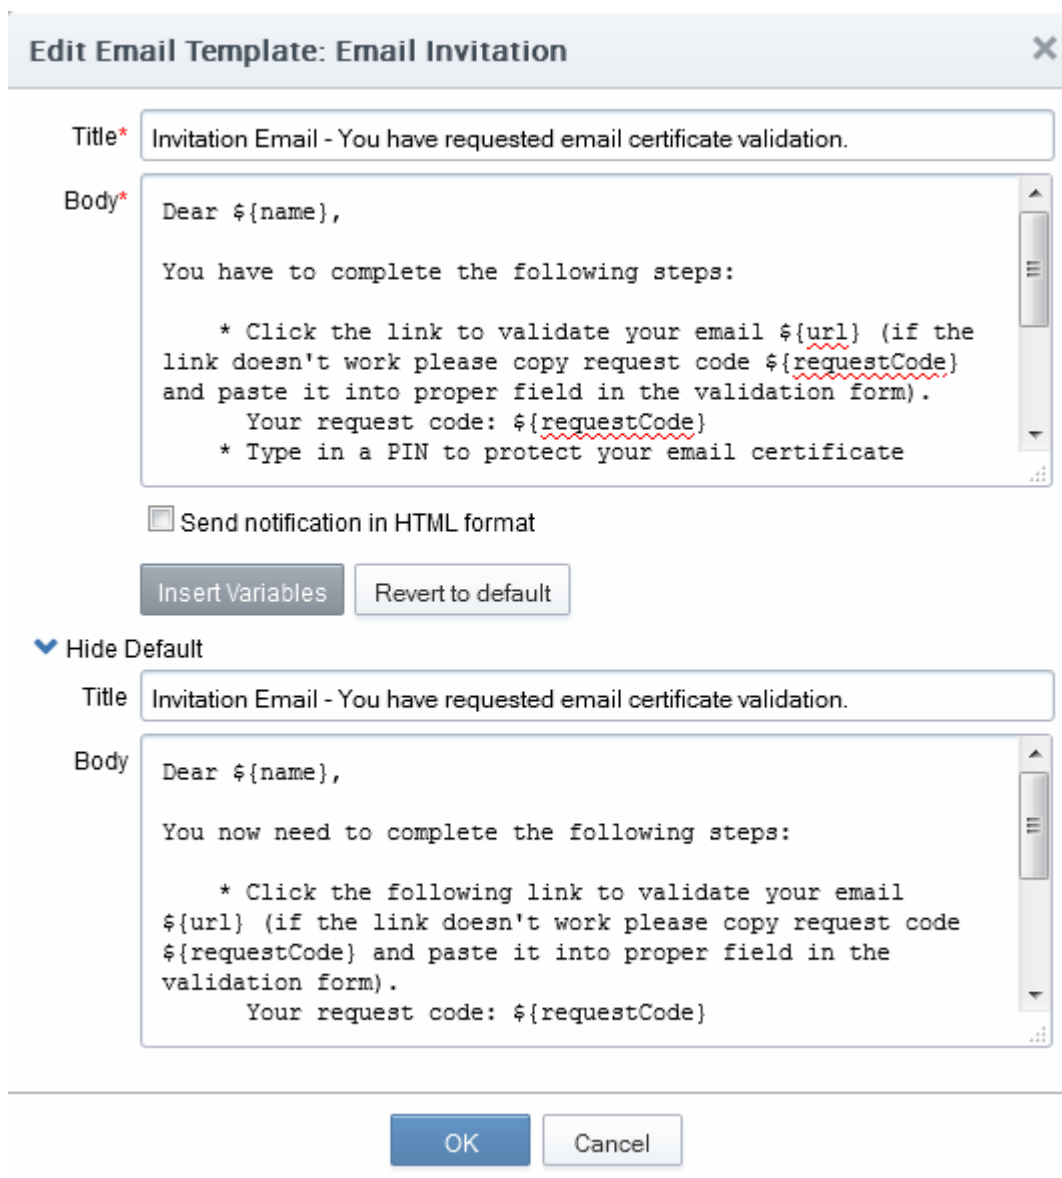 Edit Email Template: Email Invitation
Title* Invitation Email - You have requested email certificate validation.
Body* Dear ${name},
You have to complete the following steps:
* Click the link to validate your email ${url} (if the
link doesn't work please copy request code ${requestCode}
and paste it into proper field in the validation form).
Your request code: ${requestCode}
* Type in a PIN to protect your email certificate
Send notification in HTML format
Insert Variables Revert to default
Hide Default
Title Invitation Email - You have requested email certificate validation.
Body Dear ${name},
You now need to complete the following steps:
* Click the following link to validate your email
${url} (if the link doesn't work please copy request code
${requestCode} and paste it into proper field in the
validation form).
Your request code: ${requestCode}
OK Cancel